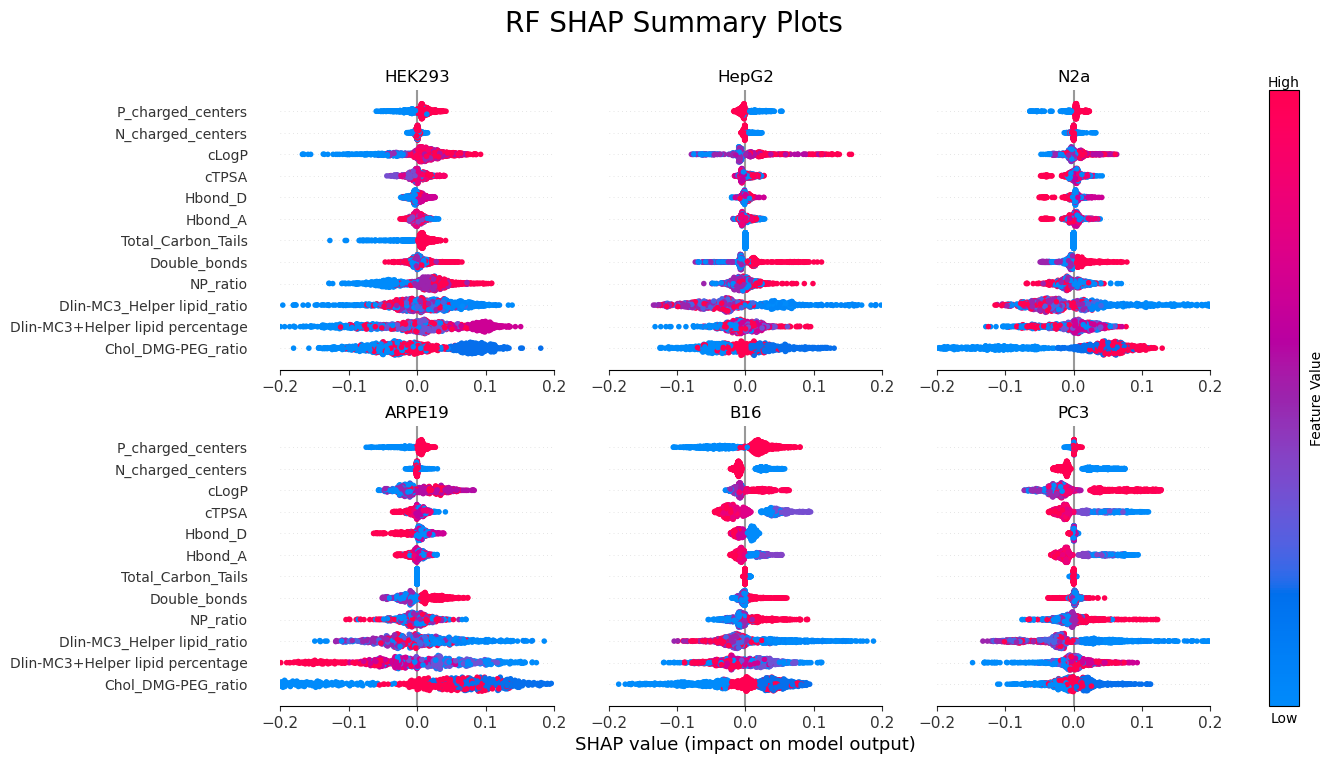 RF SHAP Summary Plots
HEK293
HepG2
N2a
High
P_charged_centers
N_charged_centers
cLogP
cTPSA
Hbond_D
Hbond_A
Total_Carbon_Tails
Double_bonds
NP_ratio
Dlin-MC3_Helper lipid_ratio
Dlin-MC3+Helper lipid percentage
Chol_DMG-PEG_ratio
−0.2 −0.1 0.0 0.1 0.2
−0.2 −0.1 0.0 0.1 0.2
−0.2 −0.1 0.0 0.1 0.2
ARPE19
B16
PC3
P_charged_centers
N_charged_centers
cLogP
cTPSA
Hbond_D
Hbond_A
Total_Carbon_Tails
Double_bonds
NP_ratio
Dlin-MC3_Helper lipid_ratio
Dlin-MC3+Helper lipid percentage
Chol_DMG-PEG_ratio
−0.2 −0.1 0.0 0.1 0.2
−0.2 −0.1 0.0 0.1 0.2
−0.2 −0.1 0.0 0.1 0.2
SHAP value (impact on model output)
Feature Value
Low